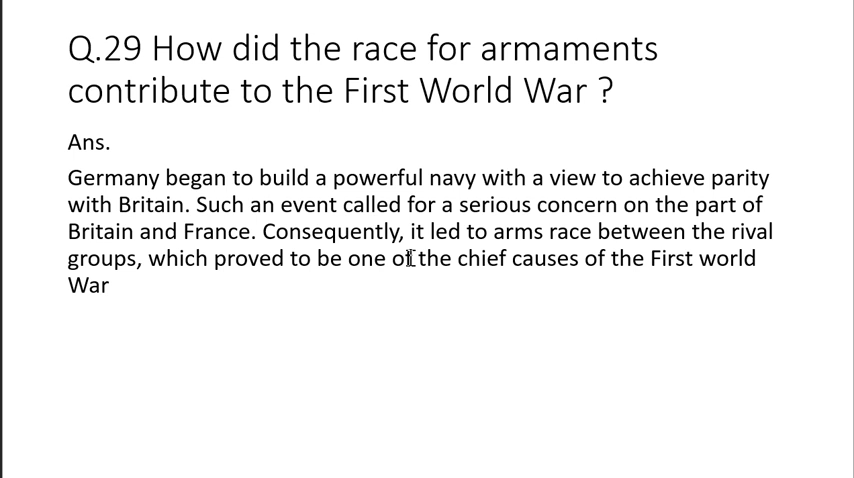 Q.29 How did the race for armaments
contribute to the First World War ?
Ans.
Germany began to build a powerful navy with a view to achieve parity
with Britain. Such an event called for a serious concern on the part of
Britain and France. Consequently, it led to arms race between the rival
groups, which proved to be one of the chief causes of the First world
War